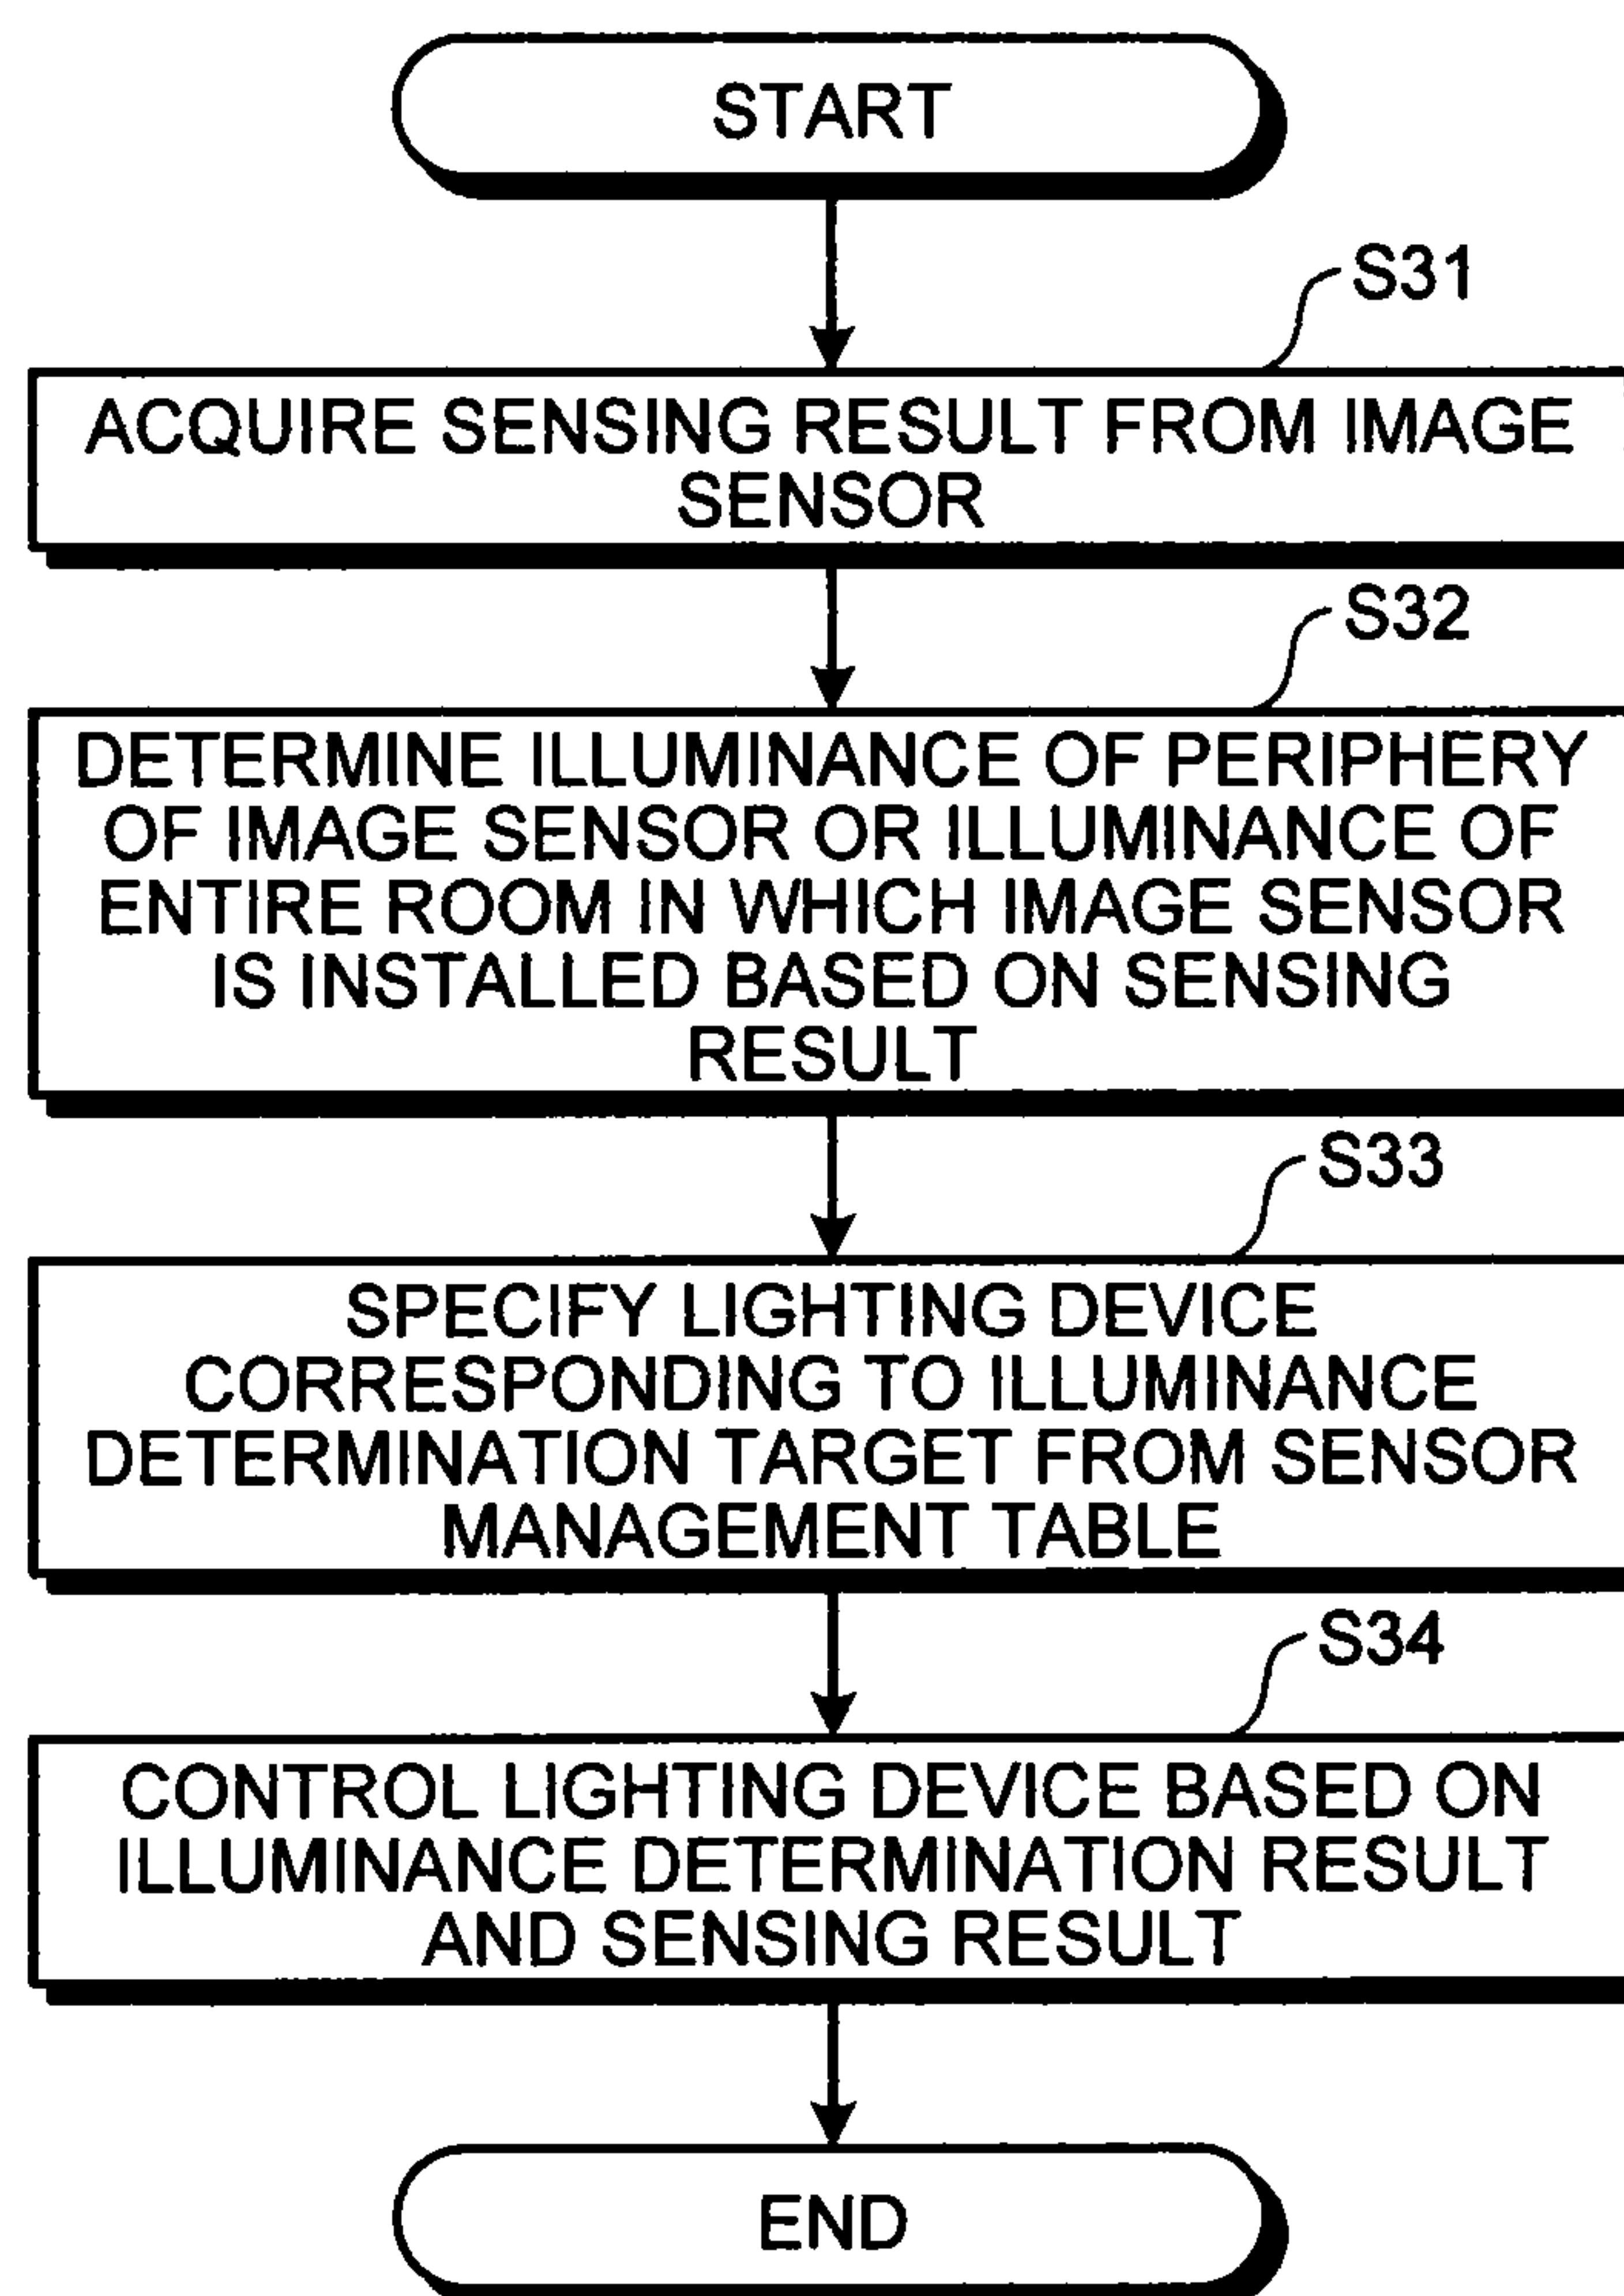 START
S31
ACQUIRE SENSING RESULT FROM IMAGE
SENSOR
S32
DETERMINE ILLUMINANCE OF PERIPHERY
OF IMAGE SENSOR OR ILLUMINANCE OF
ENTIRE ROOM IN WHICH IMAGE SENSOR
IS INSTALLED BASED ON SENSING
RESULT
S33
SPECIFY LIGHTING DEVICE
CORRESPONDING TO ILLUMINANCE
DETERMINATION TARGET FROM SENSOR
MANAGEMENT TABLE
S34
CONTROL LIGHTING DEVICE BASED ON
ILLUMINANCE DETERMINATION RESULT
AND SENSING RESULT
END